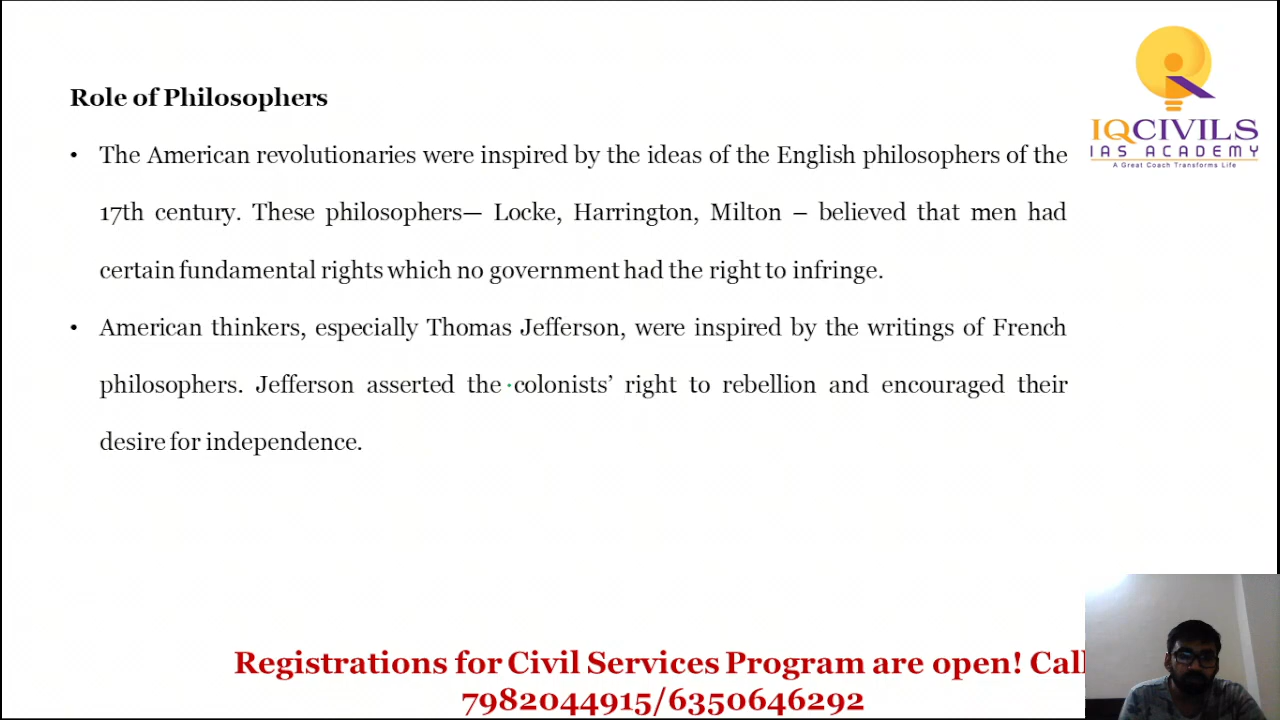 Role of Philosophers
• The American revolutionaries were inspired by the ideas of the English philosophers of the
17th century. These philosophers— Locke, Harrington, Milton – believed that men had
certain fundamental rights which no government had the right to infringe.
• American thinkers, especially Thomas Jefferson, were inspired by the writings of French
philosophers. Jefferson asserted the colonists’ right to rebellion and encouraged their
desire for independence.
IQCIVILS
IAS ACADEMY
A Great Coach Transforms Life
Registrations for Civil Services Program are open! Call
7982044915/6350646292